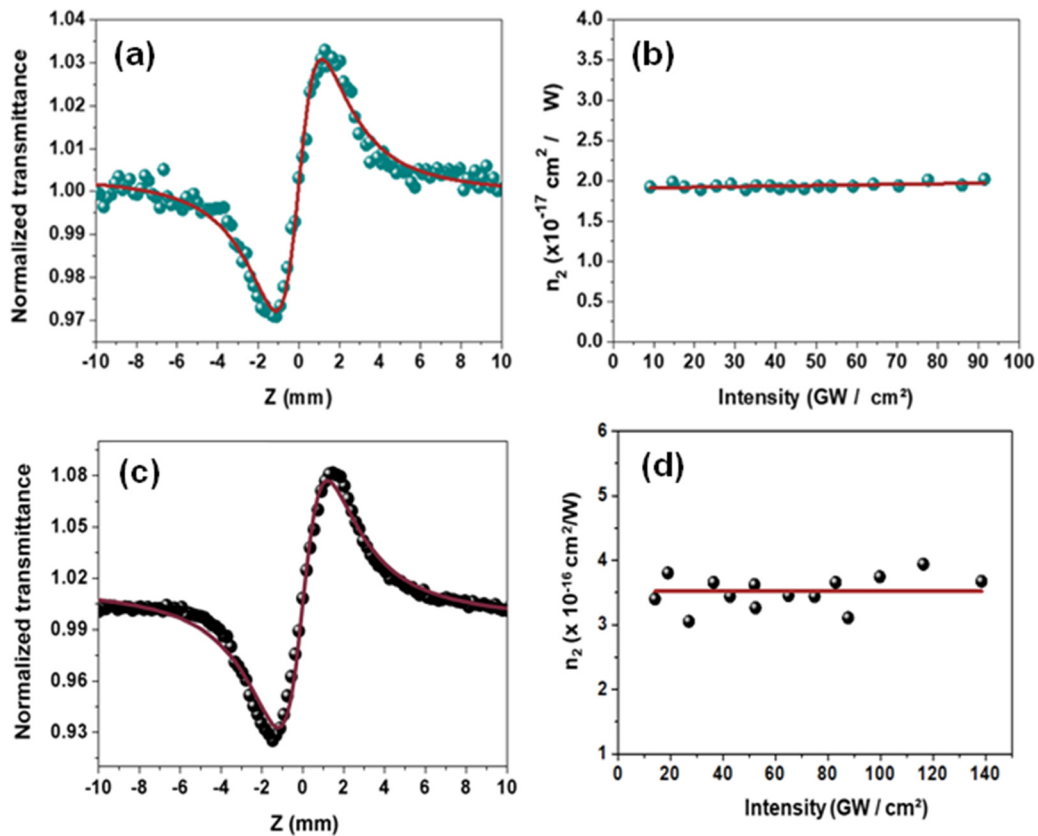 (a)
Normalized transmittance
1.04
1.03
1.02
1.01
1.00
0.99
0.98
0.97
-10 -8 -6 -4 -2 0 2 4 6 8 10
Z (mm)
(b)
n2 (x10-17 cm2 / W)
4.0
3.5
3.0
2.5
2.0
1.5
1.0
0.5
0.0
0 10 20 30 40 50 60 70 80 90 100
Intensity (GW / cm²)
(c)
Normalized transmittance
1.08
1.05
1.02
0.99
0.96
0.93
-10 -8 -6 -4 -2 0 2 4 6 8 10
Z (mm)
(d)
n2 (x 10-16 cm2/W)
6
5
4
3
2
1
0 20 40 60 80 100 120 140
Intensity (GW / cm²)